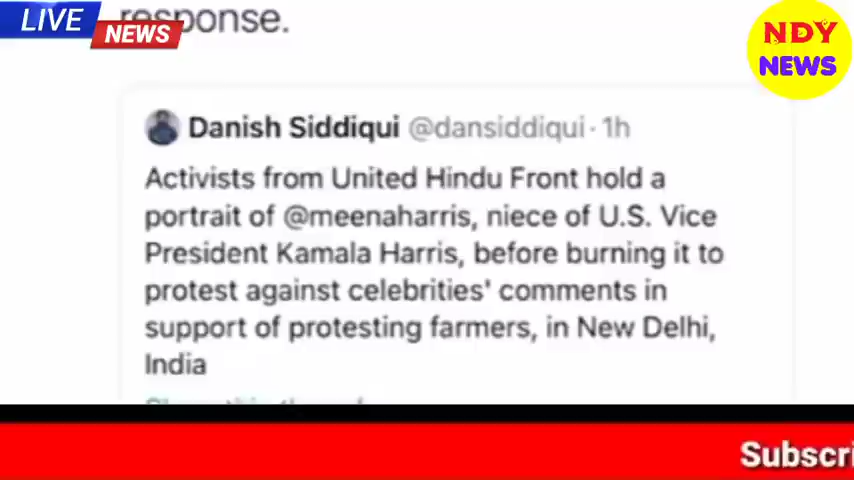 response.
LIVE
NEWS
NDY
NEWS
Danish Siddiqui @dansiddiqui · 1h
Activists from United Hindu Front hold a
portrait of @meenaharris, niece of U.S. Vice
President Kamala Harris, before burning it to
protest against celebrities' comments in
support of protesting farmers, in New Delhi,
India
Subscri